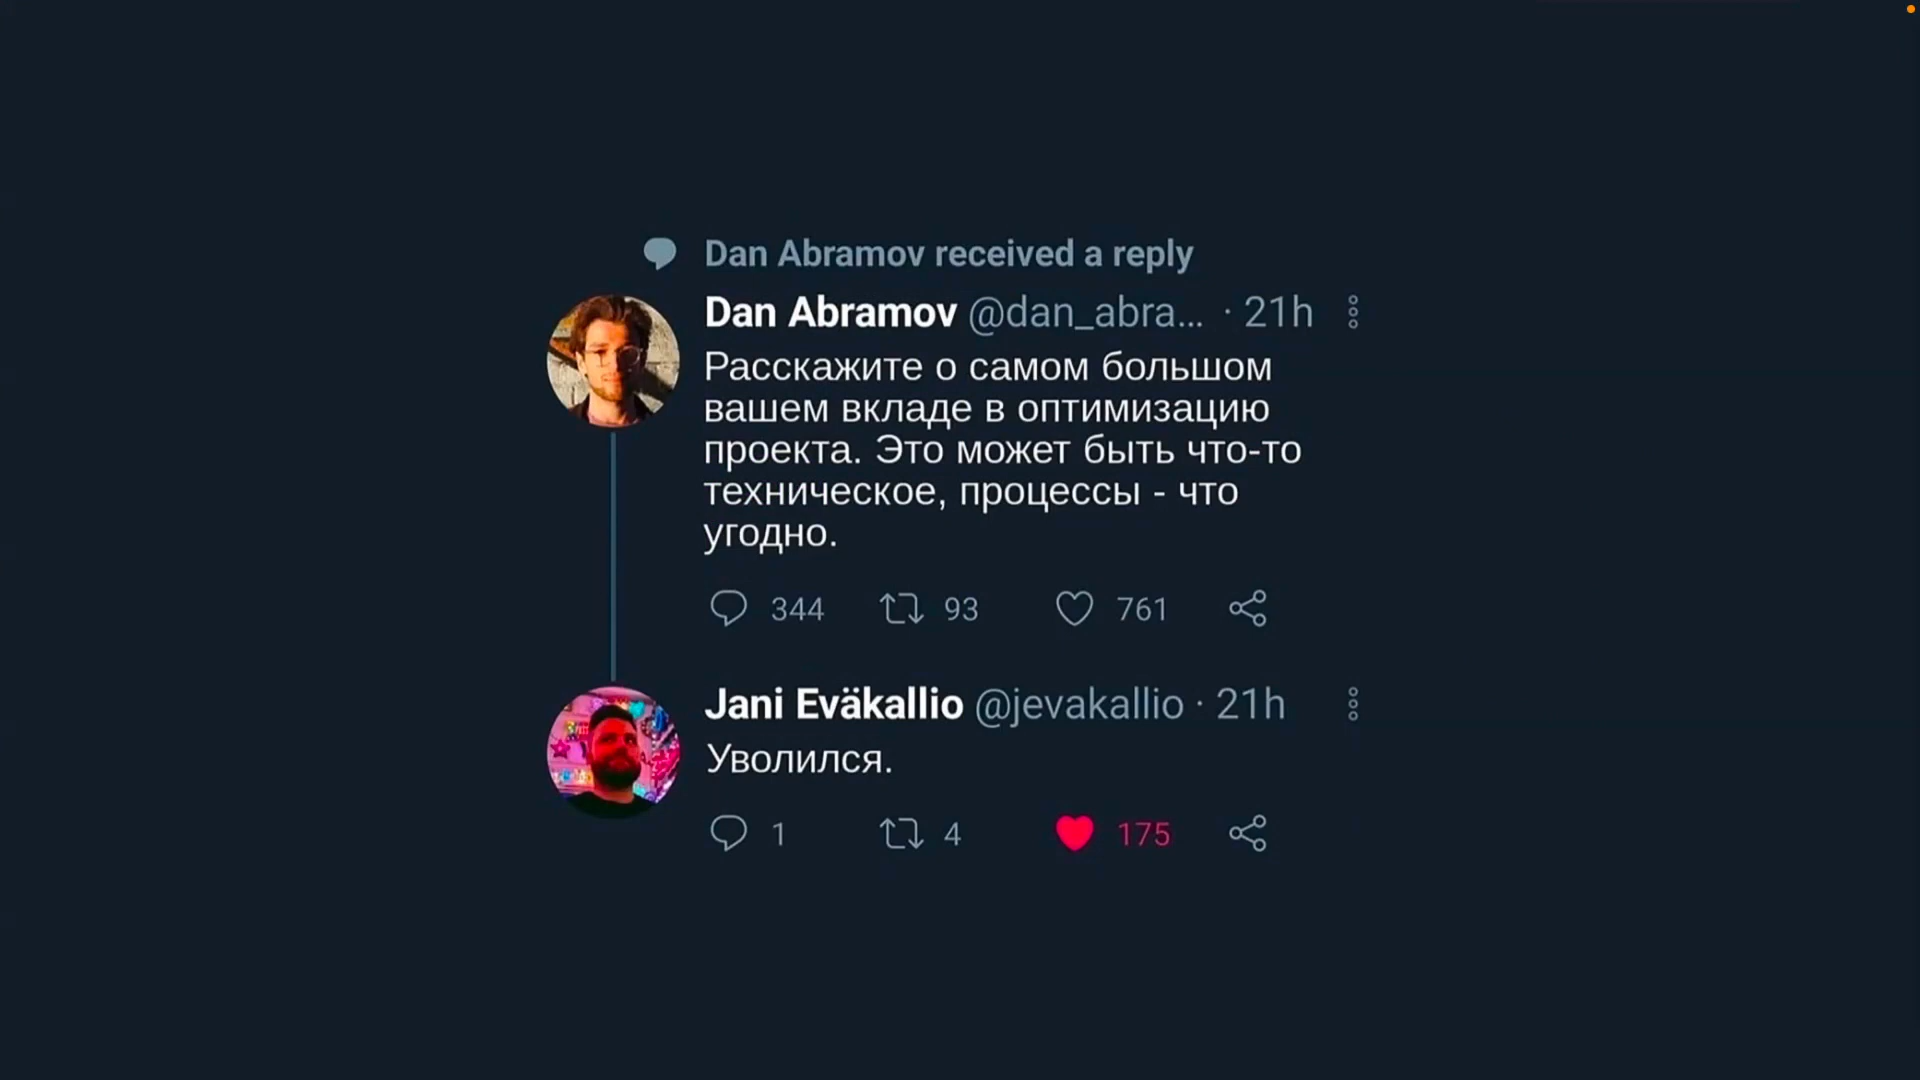 Dan Abramov received a reply
Dan Abramov @dan_abra... · 21h
Расскажите о самом большом
вашем вкладе в оптимизацию
проекта. Это может быть что-то
техническое, процессы - что
угодно.
344 93 761
Jani Eväkallio @jevakallio · 21h
Уволился.
1 4 175